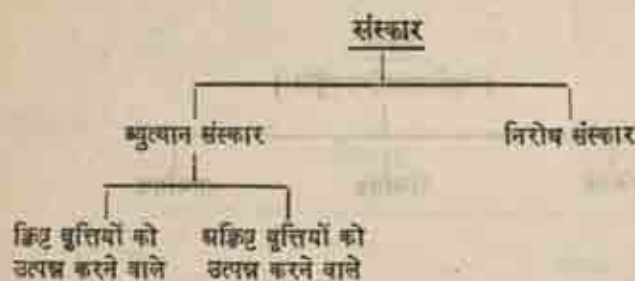 संस्कार
व्युत्थान संस्कार निरोध संस्कार
क्लिष्ट वृत्तियों को अक्लिष्ट वृत्तियों को
उत्पन्न करने वाले उत्पन्न करने वाले